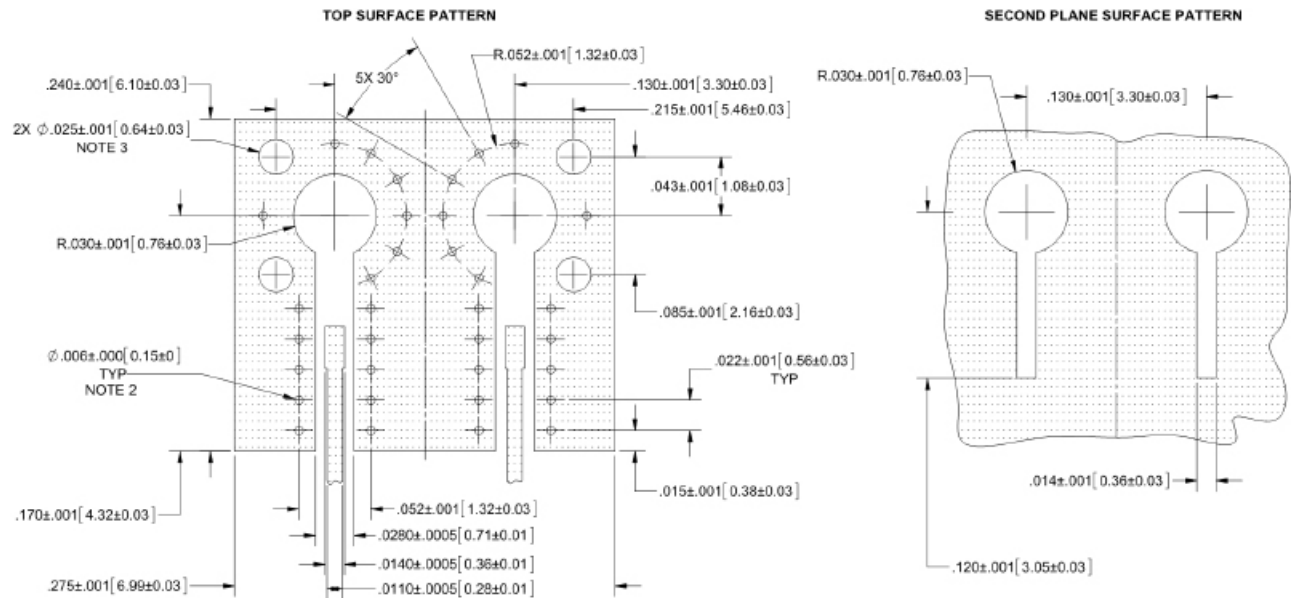 TOP SURFACE PATTERN
SECOND PLANE SURFACE PATTERN
R.052±.001[1.32±0.03]
5X 30°
.240±.001[6.10±0.03]
.130±.001[3.30±0.03]
.215±.001[5.46±0.03]
2X ∅.025±.001[0.64±0.03]
NOTE 3
.043±.001[1.08±0.03]
R.030±.001[0.76±0.03]
.085±.001[2.16±0.03]
∅.006±.000[0.15±0]
TYP
NOTE 2
.022±.001[0.56±0.03]
TYP
.015±.001[0.38±0.03]
.170±.001[4.32±0.03]
.052±.001[1.32±0.03]
.0280±.0005[0.71±0.01]
.0140±.0005[0.36±0.01]
.275±.001[6.99±0.03]
.0110±.0005[0.28±0.01]
R.030±.001[0.76±0.03]
.130±.001[3.30±0.03]
.014±.001[0.36±0.03]
.120±.001[3.05±0.03]